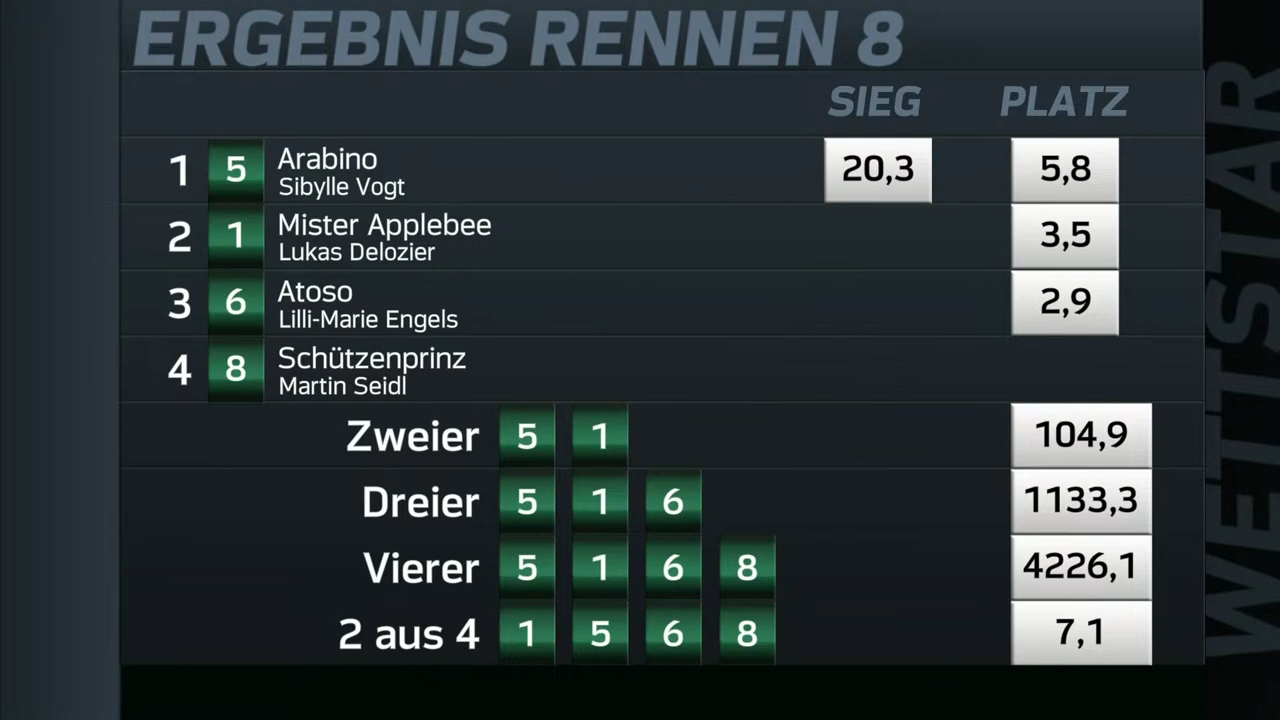 ERGEBNIS RENNEN 8
SIEG PLATZ
1 5 Arabino 20,3 5,8
Sibylle Vogt
2 1 Mister Applebee 3,5
Lukas Delozier
3 6 Atoso 2,9
Lilli-Marie Engels
4 8 Schützenprinz
Martin Seidl
Zweier 5 1 104,9
Dreier 5 1 6 1133,3
Vierer 5 1 6 8 4226,1
2 aus 4 1 5 6 8 7,1
WETTSTAR